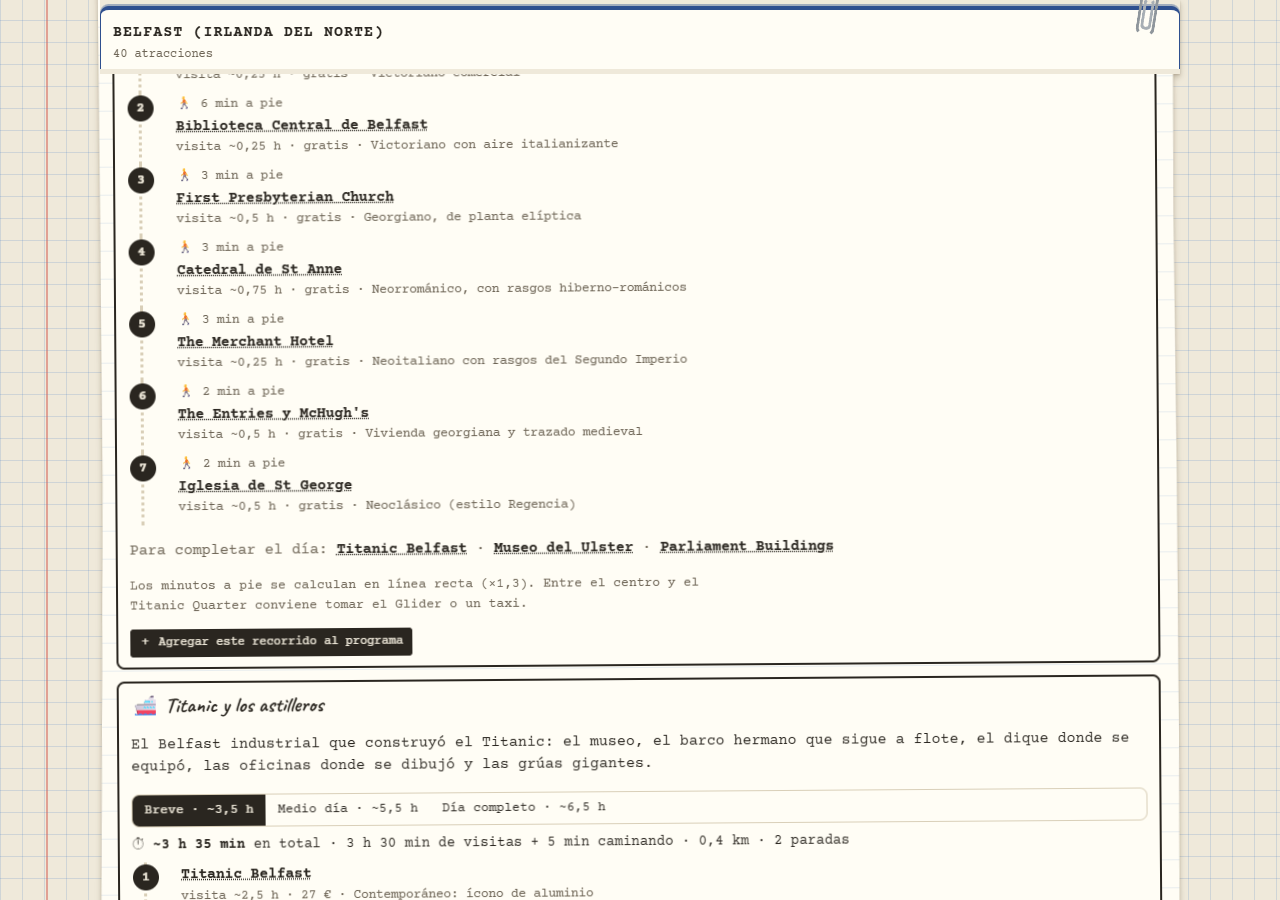 BELFAST (IRLANDA DEL NORTE)
40 atracciones
visita ~0,25 h · gratis · Victoriano comercial
2
6 min a pie
Biblioteca Central de Belfast
visita ~0,25 h · gratis · Victoriano con aire italianizante
3
3 min a pie
First Presbyterian Church
visita ~0,5 h · gratis · Georgiano, de planta elíptica
4
3 min a pie
Catedral de St Anne
visita ~0,75 h · gratis · Neorrománico, con rasgos hiberno-románicos
5
3 min a pie
The Merchant Hotel
visita ~0,25 h · gratis · Neoitaliano con rasgos del Segundo Imperio
6
2 min a pie
The Entries y McHugh's
visita ~0,5 h · gratis · Vivienda georgiana y trazado medieval
7
2 min a pie
Iglesia de St George
visita ~0,5 h · gratis · Neoclásico (estilo Regencia)
Para completar el día: Titanic Belfast · Museo del Ulster · Parliament Buildings
Los minutos a pie se calculan en línea recta (×1,3). Entre el centro y el
Titanic Quarter conviene tomar el Glider o un taxi.
+ Agregar este recorrido al programa
Titanic y los astilleros
El Belfast industrial que construyó el Titanic: el museo, el barco hermano que sigue a flote, el dique donde se
equipó, las oficinas donde se dibujó y las grúas gigantes.
Breve · ~3,5 h Medio día · ~5,5 h Día completo · ~6,5 h
~3 h 35 min en total · 3 h 30 min de visitas + 5 min caminando · 0,4 km · 2 paradas
1
Titanic Belfast
visita ~2,5 h · 27 € · Contemporáneo: ícono de aluminio